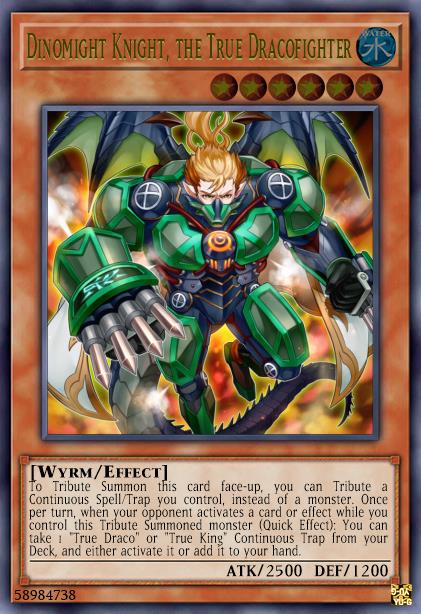 Dinomight Knight, the True Dracofighter
WATER
水
[Wyrm/Effect]
To Tribute Summon this card face-up, you can Tribute a
Continuous Spell/Trap you control, instead of a monster. Once
per turn, when your opponent activates a card or effect while you
control this Tribute Summoned monster (Quick Effect): You can
take 1 "True Draco" or "True King" Continuous Trap from your
Deck, and either activate it or add it to your hand.
ATK/2500 DEF/1200
58984738